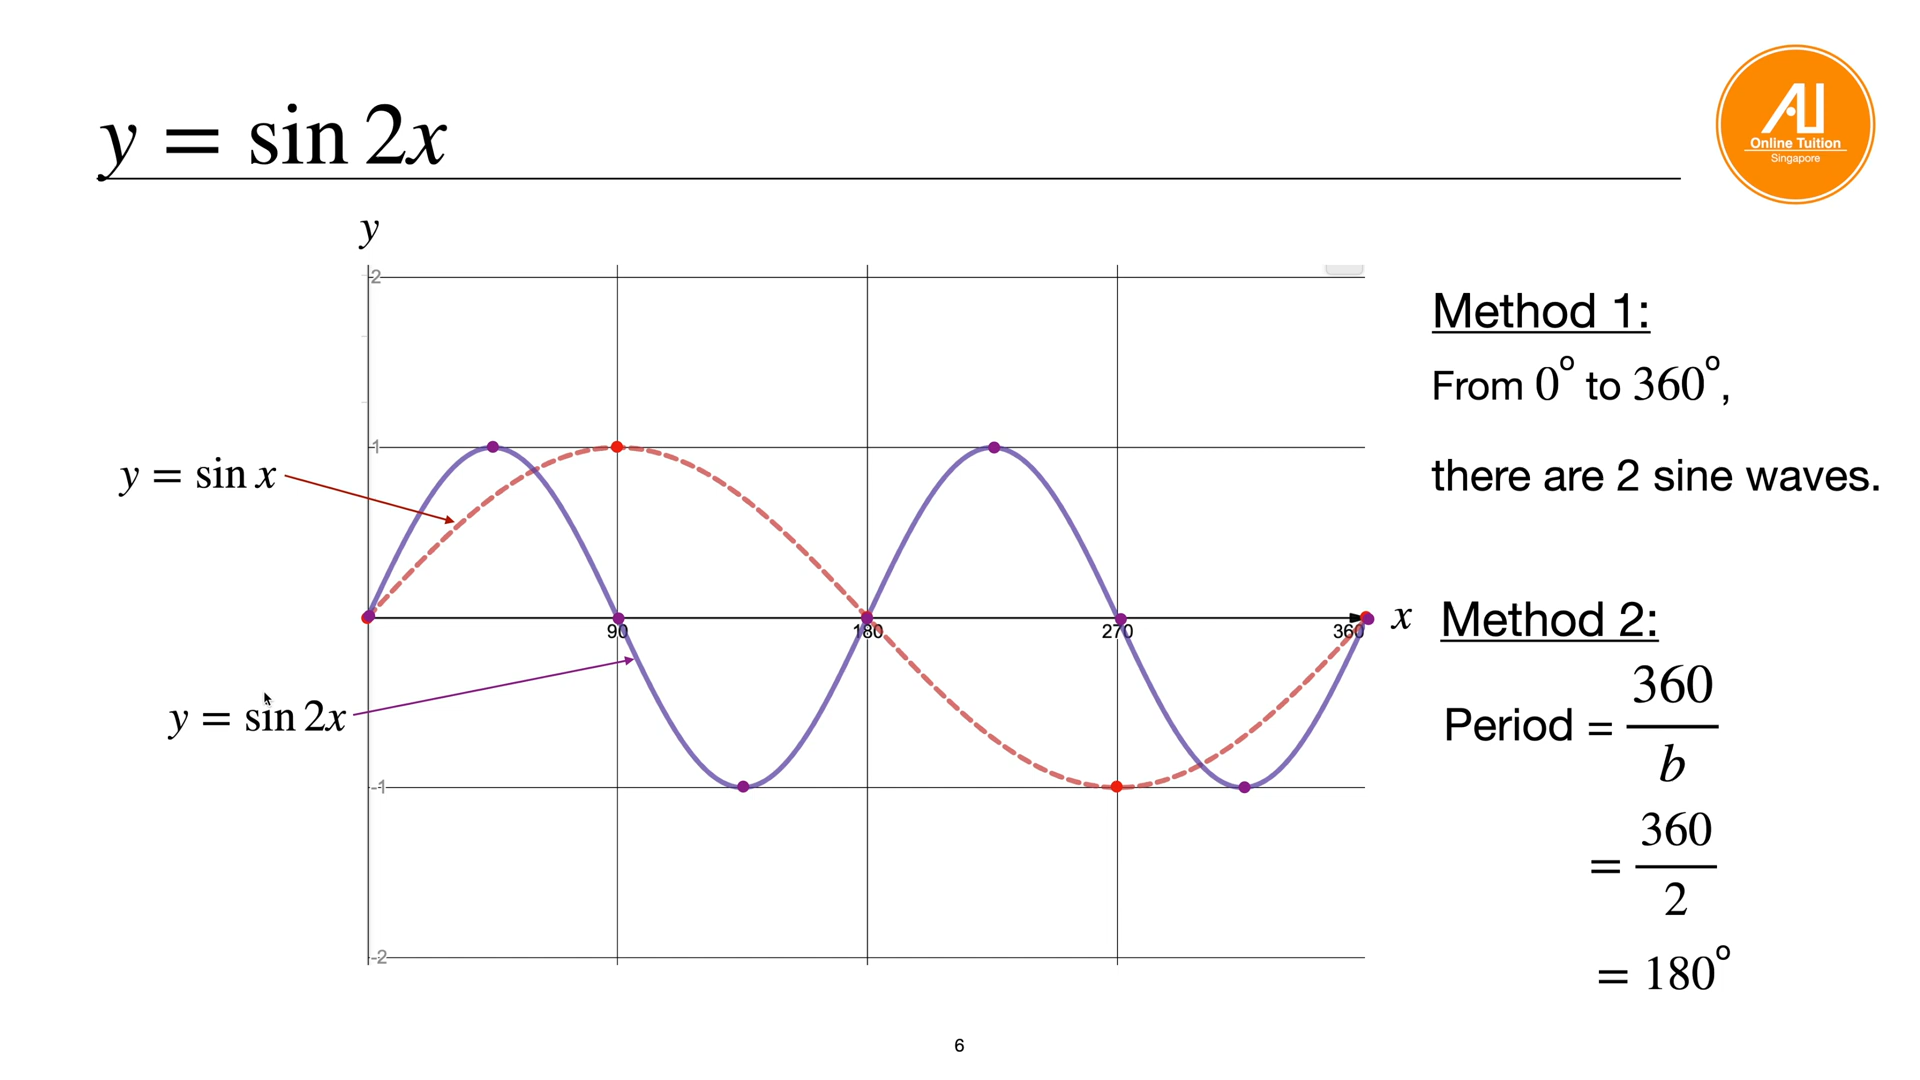 y = sin 2x
AU
Online Tuition
Singapore
y
2
1
y = sin x
x
90
180
270
360
y = sin 2x
-1
-2
Method 1:
From 0° to 360°,
there are 2 sine waves.
Method 2:
Period = 360/b
= 360/2
= 180°
6